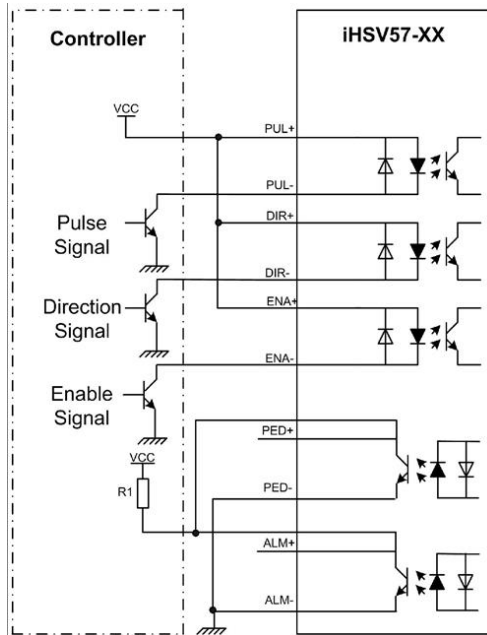 Controller
iHSV57-XX
VCC
PUL+
PUL-
Pulse
Signal
DIR+
DIR-
Direction
Signal
ENA+
ENA-
Enable
Signal
PED+
VCC
R1
PED-
ALM+
ALM-